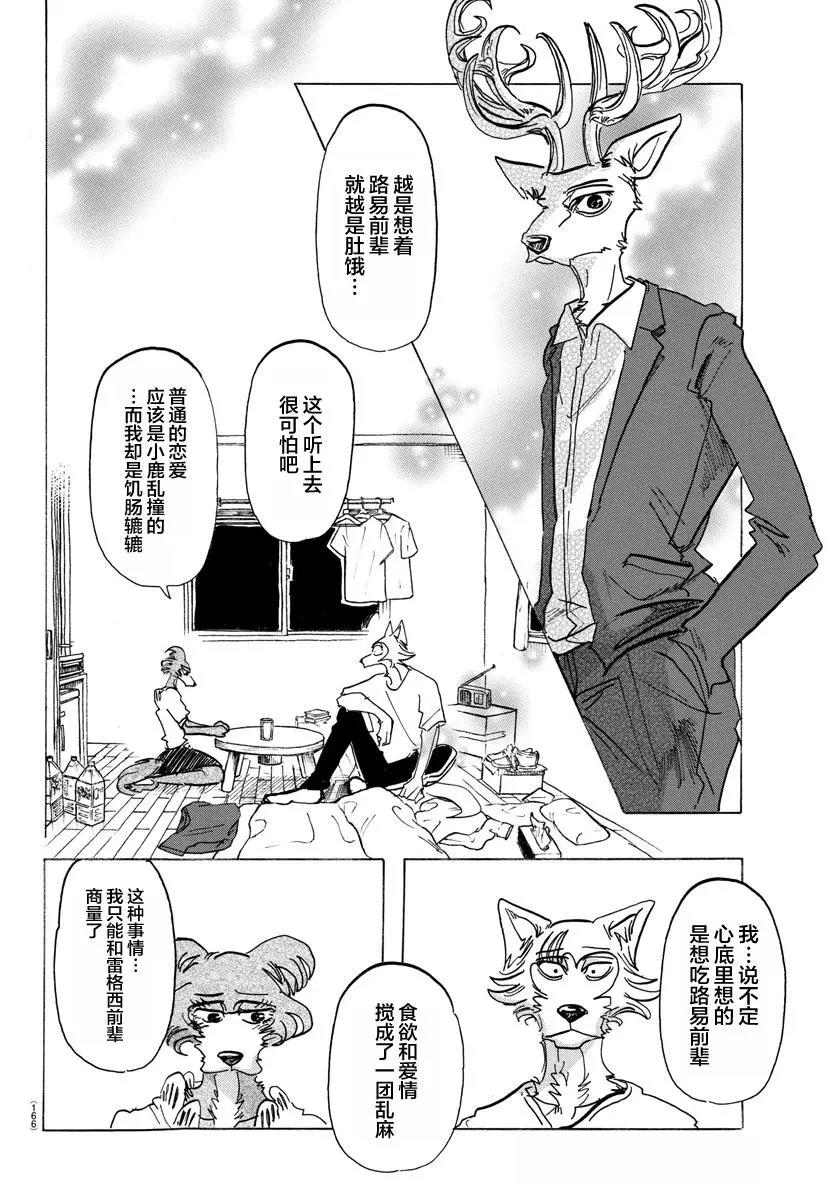 越是想着
路易前辈
就越是肚饿…
这个听上去
很可怕吧
普通的恋爱
应该是小鹿乱撞的
…而我却是饥肠辘辘
我…说不定
心底里想的
是想吃路易前辈
食欲和爱情
搅成了一团乱麻
这种事情…
我只能和雷格西前辈
商量了
(166)